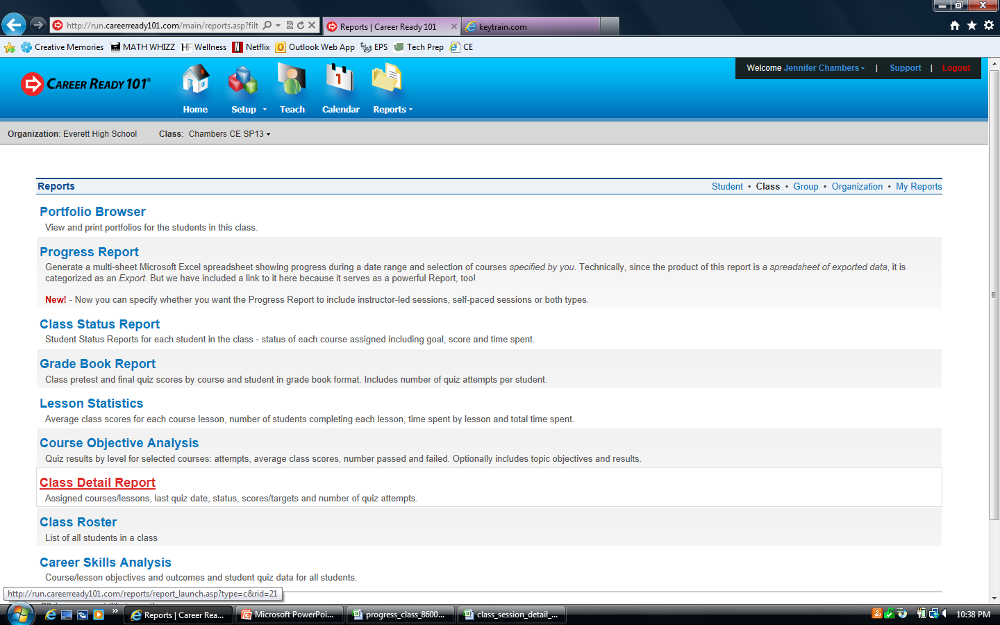 http://run.careerready101.com/main/reports.asp?filt
Reports | Career Ready 101
keytrain.com
Creative Memories
MATH WHIZZ
HF Wellness
Netflix
Outlook Web App
EPS
Tech Prep
CE
CAREER READY 101®
Home
Setup
Teach
1
Calendar
Reports
Welcome Jennifer Chambers | Support | Logout
Organization: Everett High School
Class: Chambers CE SP13
Reports
Student • Class • Group • Organization • My Reports
Portfolio Browser
View and print portfolios for the students in this class.
Progress Report
Generate a multi-sheet Microsoft Excel spreadsheet showing progress during a date range and selection of courses specified by you. Technically, since the product of this report is a spreadsheet of exported data, it is
categorized as an Export. But we have included a link to it here because it serves as a powerful Report, too!
New! - Now you can specify whether you want the Progress Report to include instructor-led sessions, self-paced sessions or both types.
Class Status Report
Student Status Reports for each student in the class - status of each course assigned including goal, score and time spent.
Grade Book Report
Class pretest and final quiz scores by course and student in grade book format. Includes number of quiz attempts per student.
Lesson Statistics
Average class scores for each course lesson, number of students completing each lesson, time spent by lesson and total time spent.
Course Objective Analysis
Quiz results by level for selected courses: attempts, average class scores, number passed and failed. Optionally includes topic objectives and results.
Class Detail Report
Assigned courses/lessons, last quiz date, status, scores/targets and number of quiz attempts.
Class Roster
List of all students in a class
Career Skills Analysis
Course/lesson objectives and outcomes and student quiz data for all students.
http://run.careerready101.com/reports/report_launch.asp?type=c&rid=21
Reports | Career Rea...
Microsoft PowerPoi...
progress_class_8600...
class_session_detail_...
10:38 PM